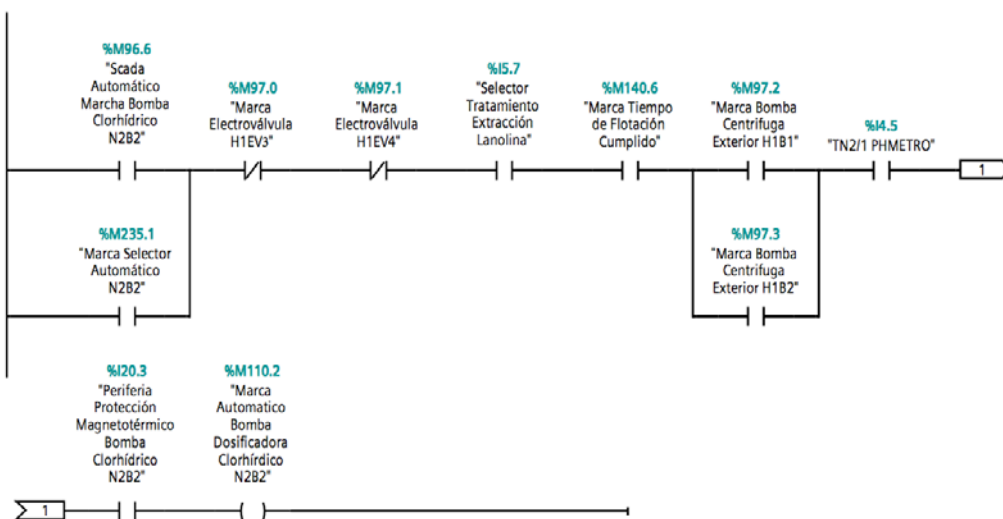 %M96.6
"Scada
Automático
Marcha Bomba
Clorhídrico
N2B2"
%M97.0
"Marca
Electroválvula
H1EV3"
%M97.1
"Marca
Electroválvula
H1EV4"
%I5.7
"Selector
Tratamiento
Extracción
Lanolina"
%M140.6
"Marca Tiempo
de Flotación
Cumplido"
%M97.2
"Marca Bomba
Centrifuga
Exterior H1B1"
%I4.5
"TN2/1 PHMETRO"
1
%M235.1
"Marca Selector
Automático
N2B2"
%M97.3
"Marca Bomba
Centrifuga
Exterior H1B2"
%I20.3
"Periferia
Protección
Magnetotérmico
Bomba
Clorhídrico
N2B2"
%M110.2
"Marca
Automatico
Bomba
Dosificadora
Clorhírdico
N2B2"
1